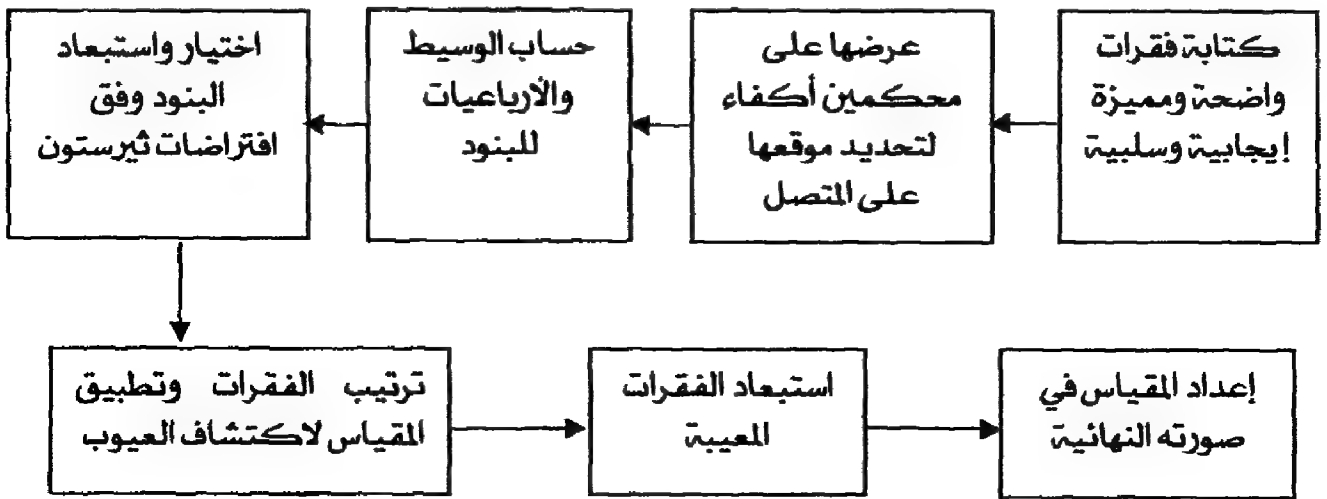 كتابة فقرات
واضحة ومميزة
إيجابية وسلبية
عرضها على
محكمين أكفاء
لتحديد موقعها
على المتصل
حساب الوسيط
والأرباعيات
للبنود
اختيار واستبعاد
البنود وفق
افتراضات ثيرستون
ترتيب الفقرات وتطبيق
المقياس لاكتشاف العيوب
استبعاد الفقرات
المعيبة
إعداد المقياس في
صورته النهائية